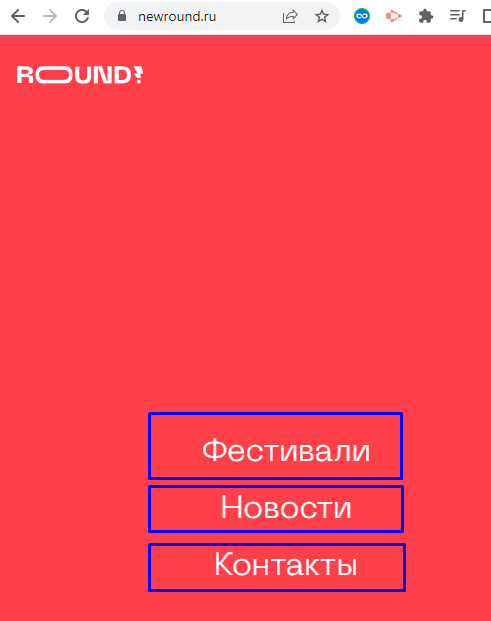 newround.ru
ROUND!
Фестивали
Новости
Контакты